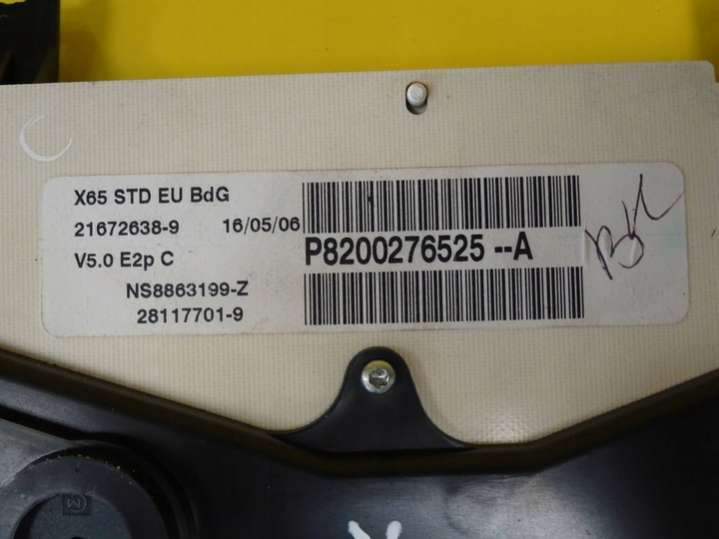 X65 STD EU BdG
21672638-9 16/05/06
V5.0 E2p C
P8200276525 --A
NS8863199-Z
28117701-9